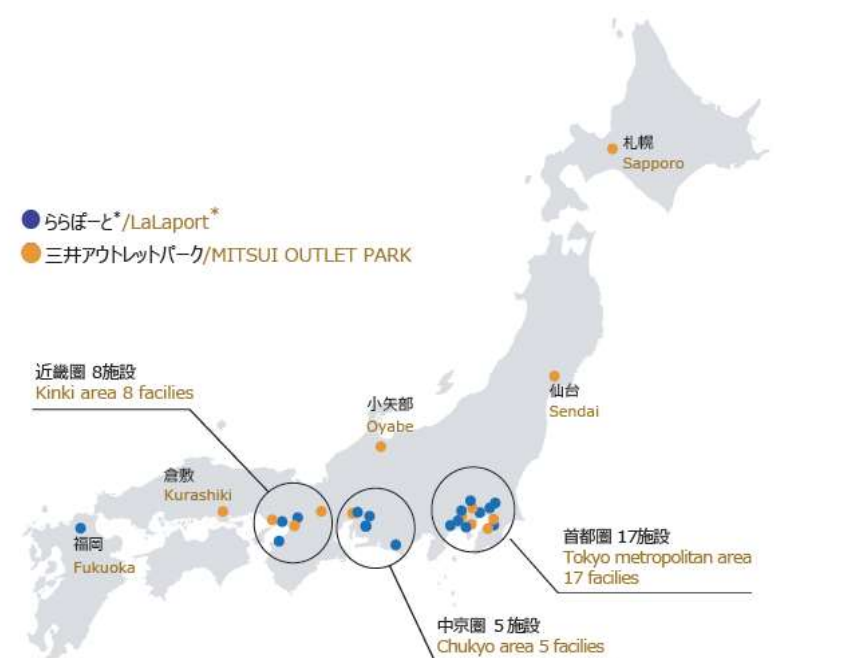 札幌
Sapporo
ららぽーと*/LaLaport*
三井アウトレットパーク/MITSUI OUTLET PARK
近畿圏 8施設
Kinki area 8 facilies
小矢部
Oyabe
仙台
Sendai
倉敷
Kurashiki
福岡
Fukuoka
首都圏 17施設
Tokyo metropolitan area
17 facilies
中京圏 5施設
Chukyo area 5 facilies